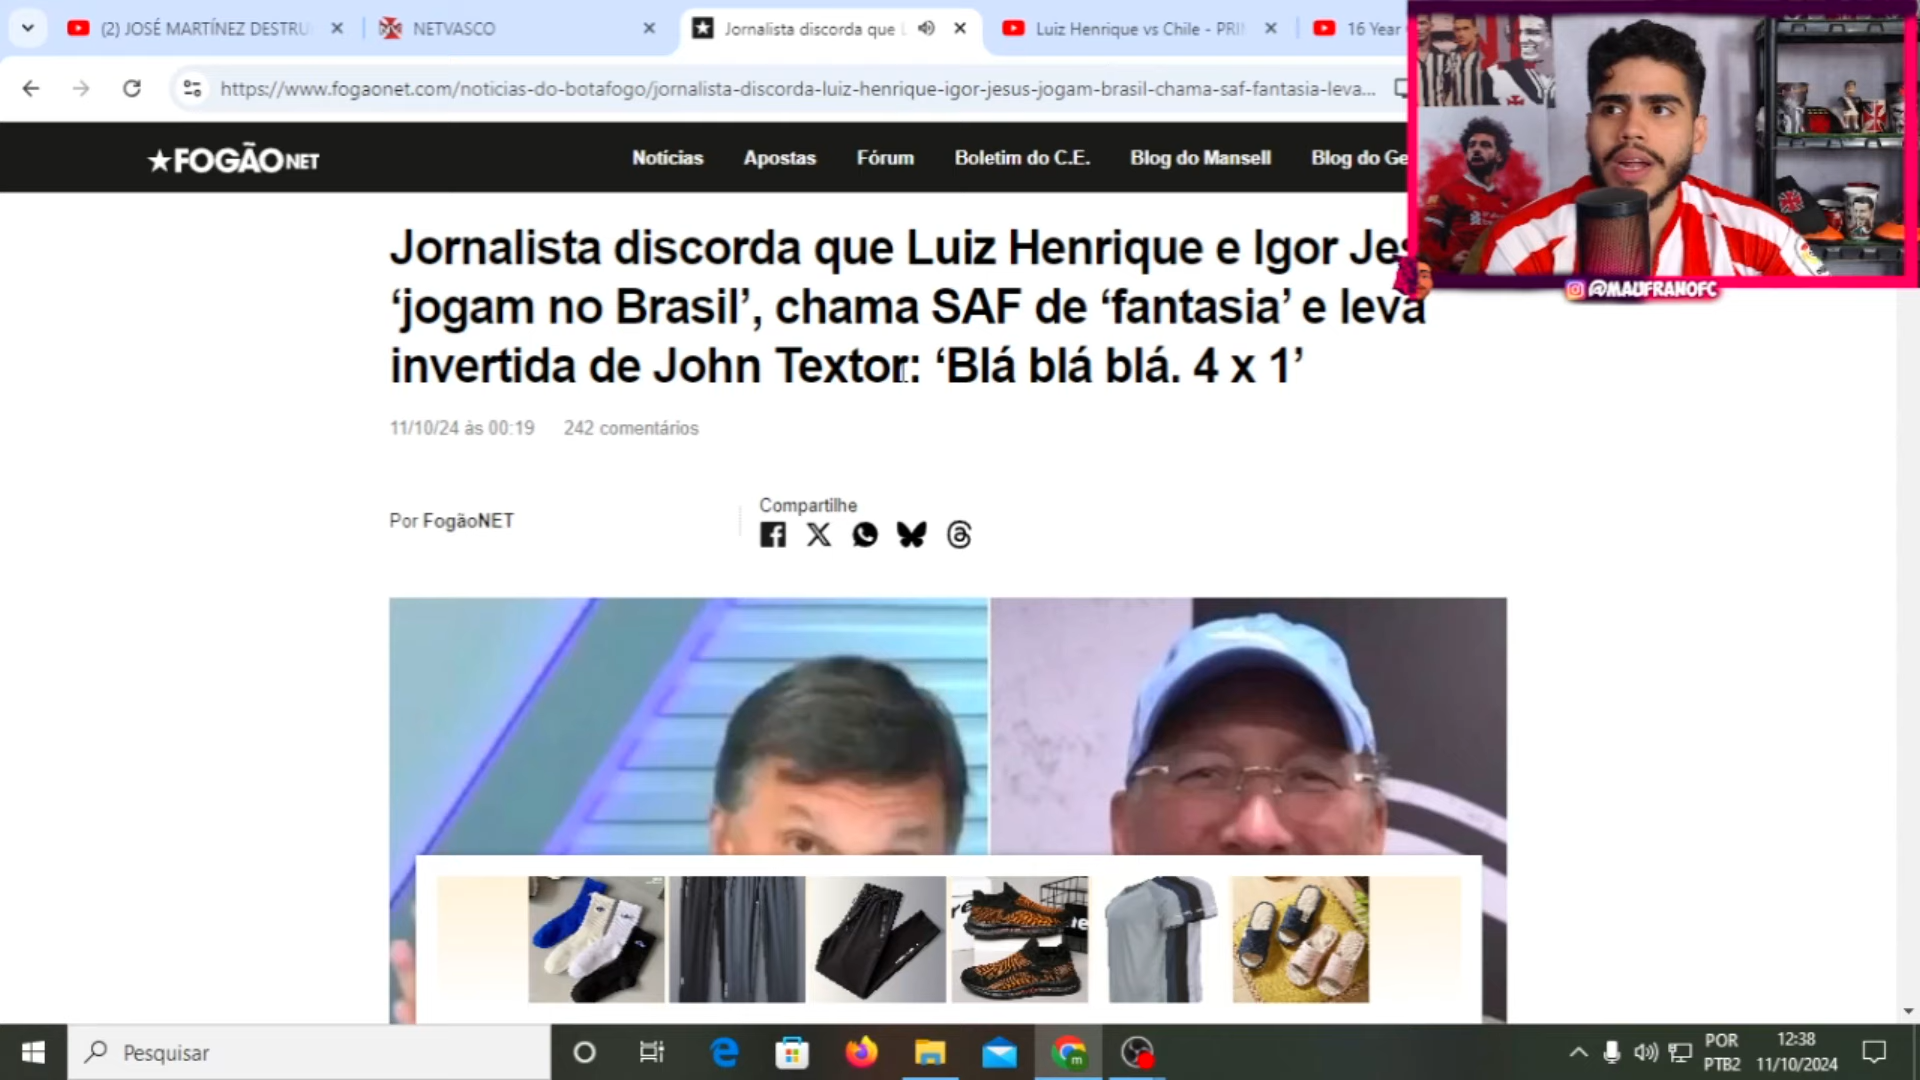 (2) JOSÉ MARTÍNEZ DESTRU
NETVASCO
Jornalista discorda que L
Luiz Henrique vs Chile - PRI
16 Year
https://www.fogaonet.com/noticias-do-botafogo/jornalista-discorda-luiz-henrique-igor-jesus-jogam-brasil-chama-saf-fantasia-leva...
@MAUFRANOFC
FOGÃO NET
Notícias
Apostas
Fórum
Boletim do C.E.
Blog do Mansell
Blog do Ge
Jornalista discorda que Luiz Henrique e Igor Jes
‘jogam no Brasil’, chama SAF de ‘fantasia’ e leva
invertida de John Textor: ‘Blá blá blá. 4 x 1’
11/10/24 às 00:19
242 comentários
Por FogãoNET
Compartilhe
Pesquisar
POR
PTB2
12:38
11/10/2024